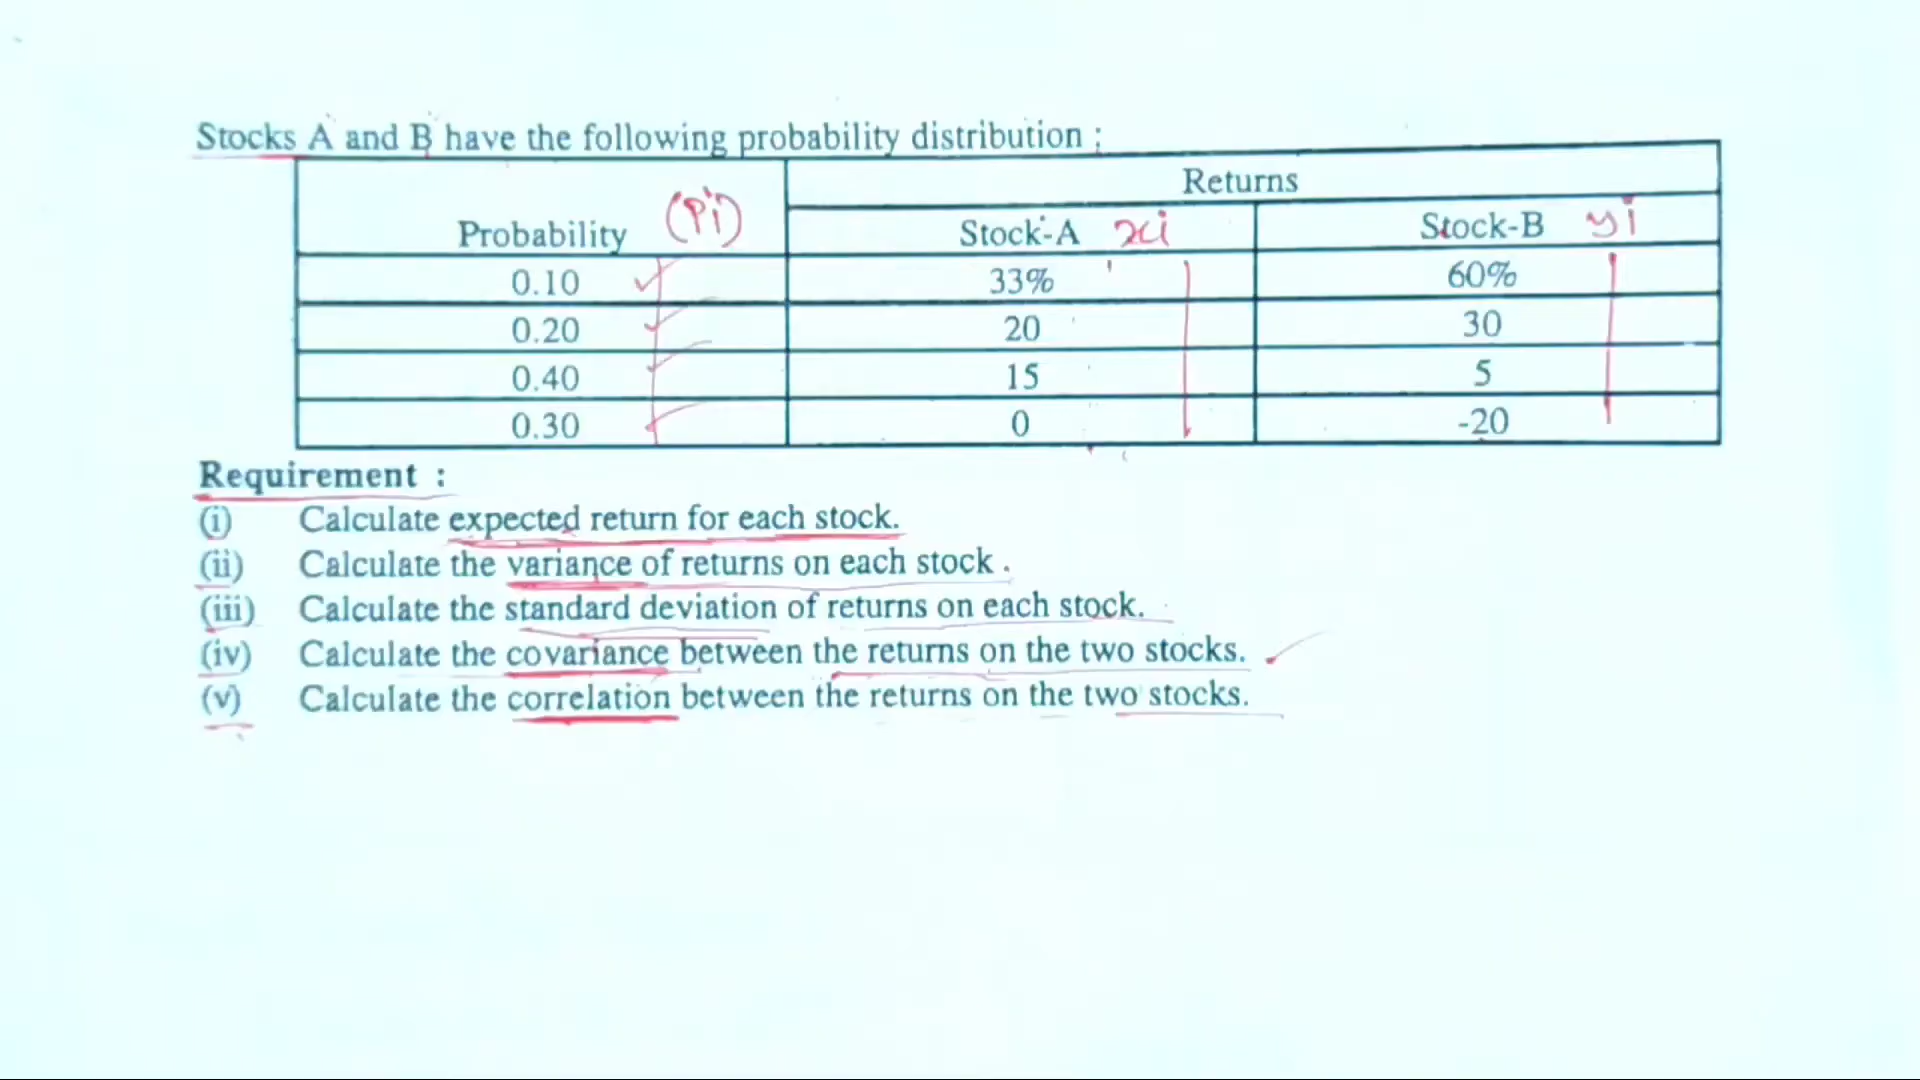 Stocks A and B have the following probability distribution :
Returns
Probability (Pi) Stock-A xi Stock-B yi
0.10 33% 60%
0.20 20 30
0.40 15 5
0.30 0 -20
Requirement :
(i) Calculate expected return for each stock.
(ii) Calculate the variance of returns on each stock.
(iii) Calculate the standard deviation of returns on each stock.
(iv) Calculate the covariance between the returns on the two stocks.
(v) Calculate the correlation between the returns on the two stocks.